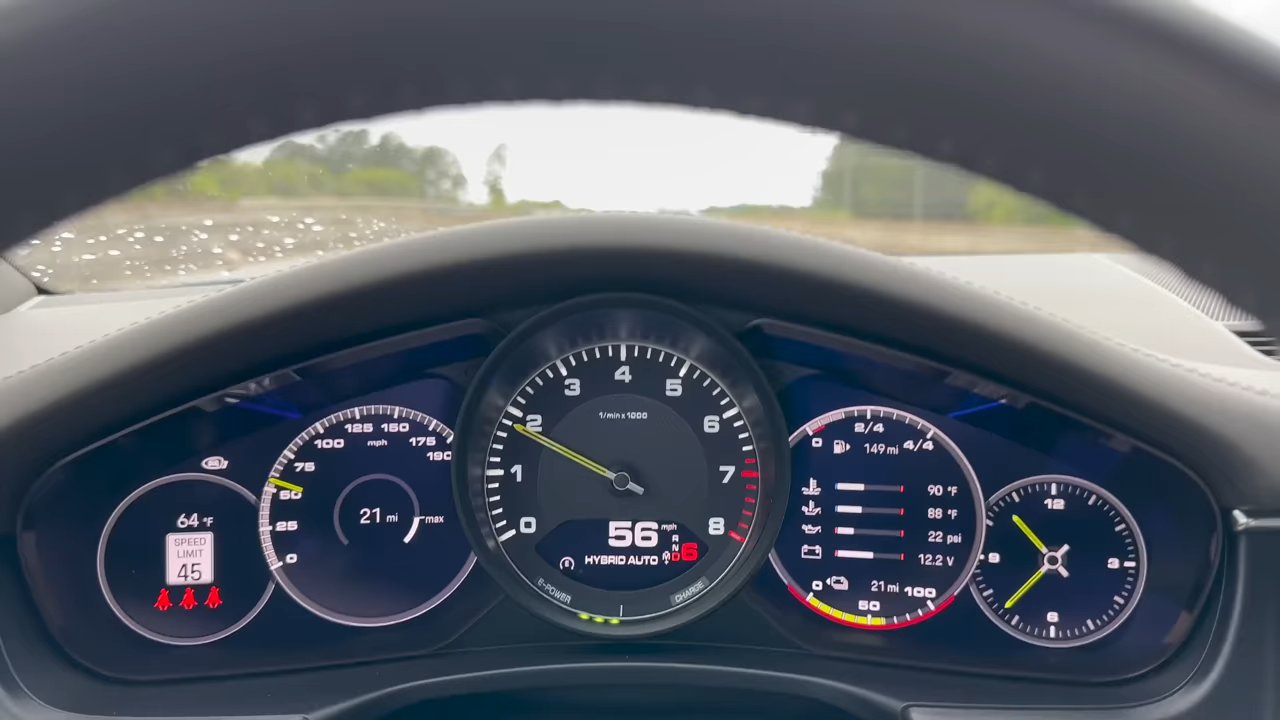 64 °F
SPEED
LIMIT
45
0
25
50
75
100
125
150
175
190
mph
21 mi
max
0
1
2
3
4
5
6
7
8
1/min x 1000
56 mph
HYBRID AUTO
R
N
D6
M
E-POWER
CHARGE
0
2/4
4/4
149 mi
90 °F
88 °F
22 psi
12.2 V
0
21 mi
100
50
12
3
6
9